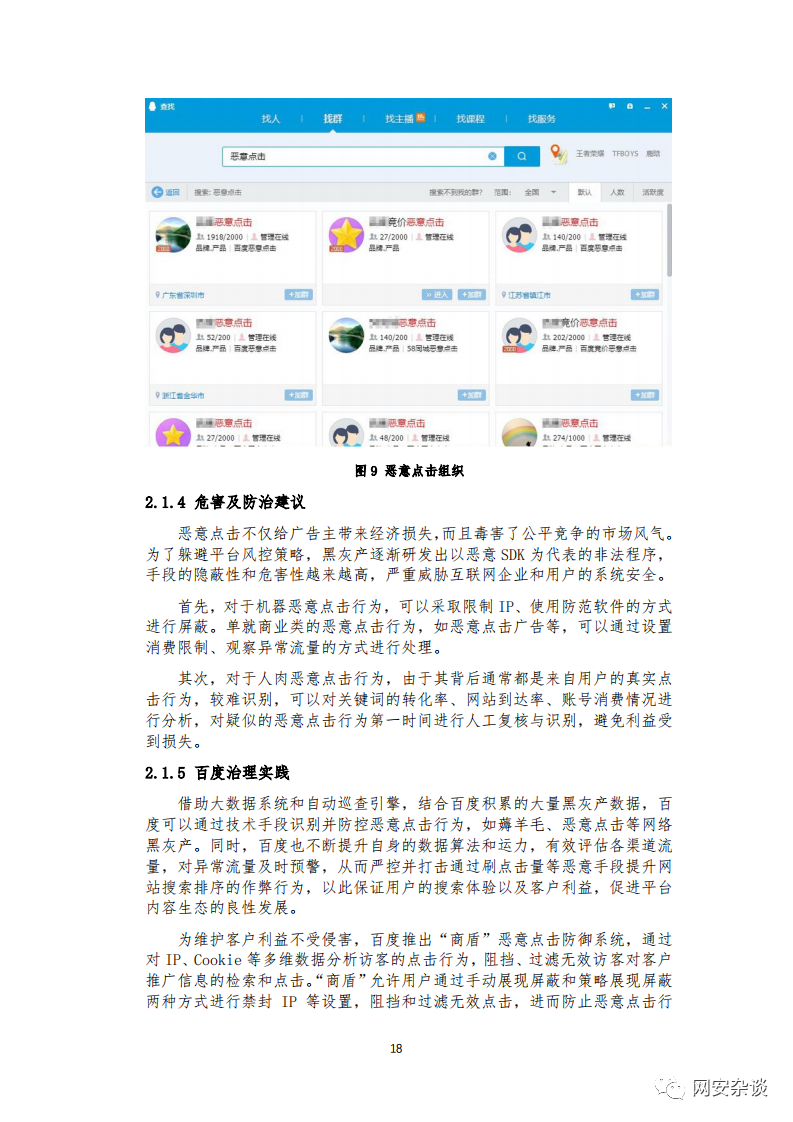 查找
找人
找群
找主播
热
找课程
找服务
恶意点击
王者荣耀 TFBOYS 鹿晗
返回
搜索: 恶意点击
搜索不到我的群?
范围:
全国
默认
人数
活跃度
恶意点击
1918/2000 管理在线
品牌.产品 | 百度恶意点击
2000
广东省深圳市
+加群
竞价恶意点击
27/2000 管理在线
品牌.产品
2000
进入
+加群
恶意点击
140/200 管理在线
品牌.产品 | 百度恶意点击
江苏省镇江市
+加群
恶意点击
52/200 管理在线
品牌.产品 | 百度恶意点击
浙江省金华市
+加群
恶意点击
140/200 管理在线
品牌.产品 | 58同城恶意点击
+加群
竞价恶意点击
202/2000 管理在线
品牌.产品 | 百度竞价恶意点击
2000
+加群
恶意点击
27/2000 管理在线
恶意点击
48/200 管理在线
恶意点击
274/1000 管理在线
图 9 恶意点击组织
2.1.4 危害及防治建议
恶意点击不仅给广告主带来经济损失,而且毒害了公平竞争的市场风气。
为了躲避平台风控策略，黑灰产逐渐研发出以恶意 SDK 为代表的非法程序，
手段的隐蔽性和危害性越来越高，严重威胁互联网企业和用户的系统安全。
首先，对于机器恶意点击行为，可以采取限制 IP、使用防范软件的方式
进行屏蔽。单就商业类的恶意点击行为，如恶意点击广告等，可以通过设置
消费限制、观察异常流量的方式进行处理。
其次，对于人肉恶意点击行为，由于其背后通常都是来自用户的真实点
击行为，较难识别，可以对关键词的转化率、网站到达率、账号消费情况进
行分析，对疑似的恶意点击行为第一时间进行人工复核与识别，避免利益受
到损失。
2.1.5 百度治理实践
借助大数据系统和自动巡查引擎，结合百度积累的大量黑灰产数据，百
度可以通过技术手段识别并防控恶意点击行为，如薅羊毛、恶意点击等网络
黑灰产。同时，百度也不断提升自身的数据算法和运力，有效评估各渠道流
量，对异常流量及时预警，从而严控并打击通过刷点击量等恶意手段提升网
站搜索排序的作弊行为，以此保证用户的搜索体验以及客户利益，促进平台
内容生态的良性发展。
为维护客户利益不受侵害，百度推出“商盾”恶意点击防御系统，通过
对 IP、Cookie 等多维数据分析访客的点击行为，阻挡、过滤无效访客对客户
推广信息的检索和点击。“商盾”允许用户通过手动展现屏蔽和策略展现屏蔽
两种方式进行禁封 IP 等设置，阻挡和过滤无效点击，进而防止恶意点击行
18
网安杂谈